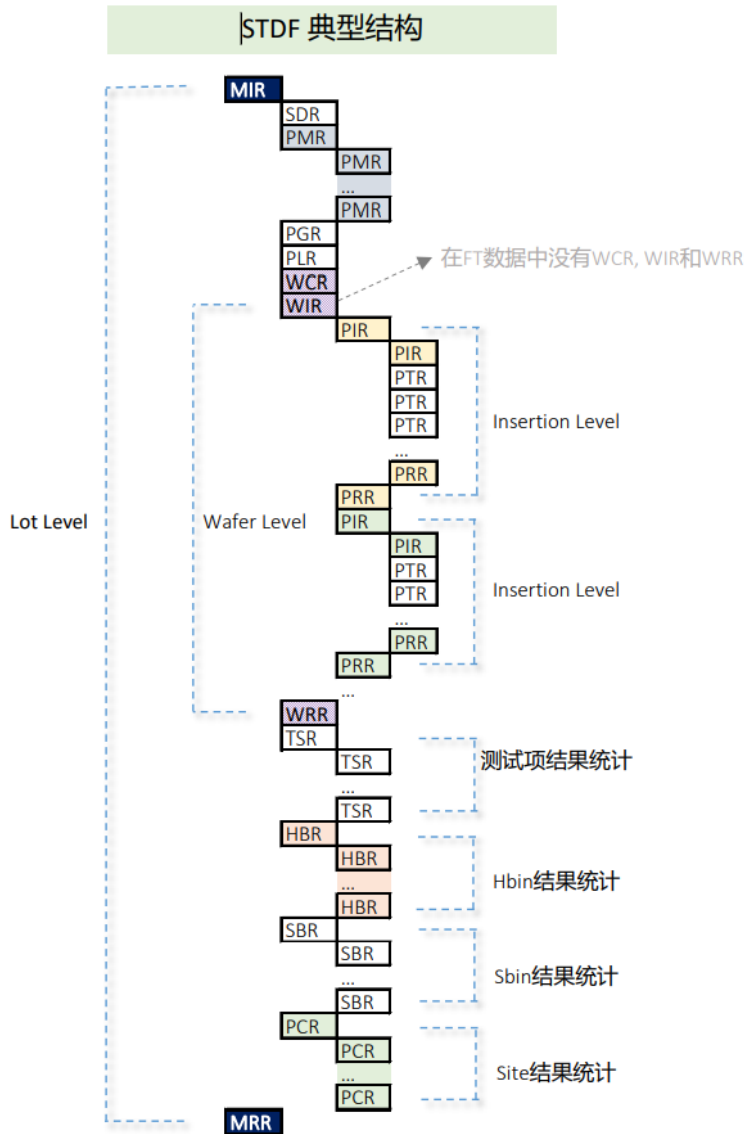 STDF 典型结构
MIR
SDR
PMR
PMR
...
PMR
PGR
PLR
在FT数据中没有WCR, WIR和WRR
WCR
WIR
PIR
PIR
PTR
PTR
PTR
Insertion Level
...
PRR
PRR
Lot Level
Wafer Level
PIR
PIR
PTR
PTR
Insertion Level
...
PRR
PRR
...
WRR
TSR
TSR
测试项结果统计
...
TSR
HBR
HBR
Hbin结果统计
...
HBR
SBR
SBR
Sbin结果统计
...
SBR
PCR
PCR
Site结果统计
...
PCR
MRR